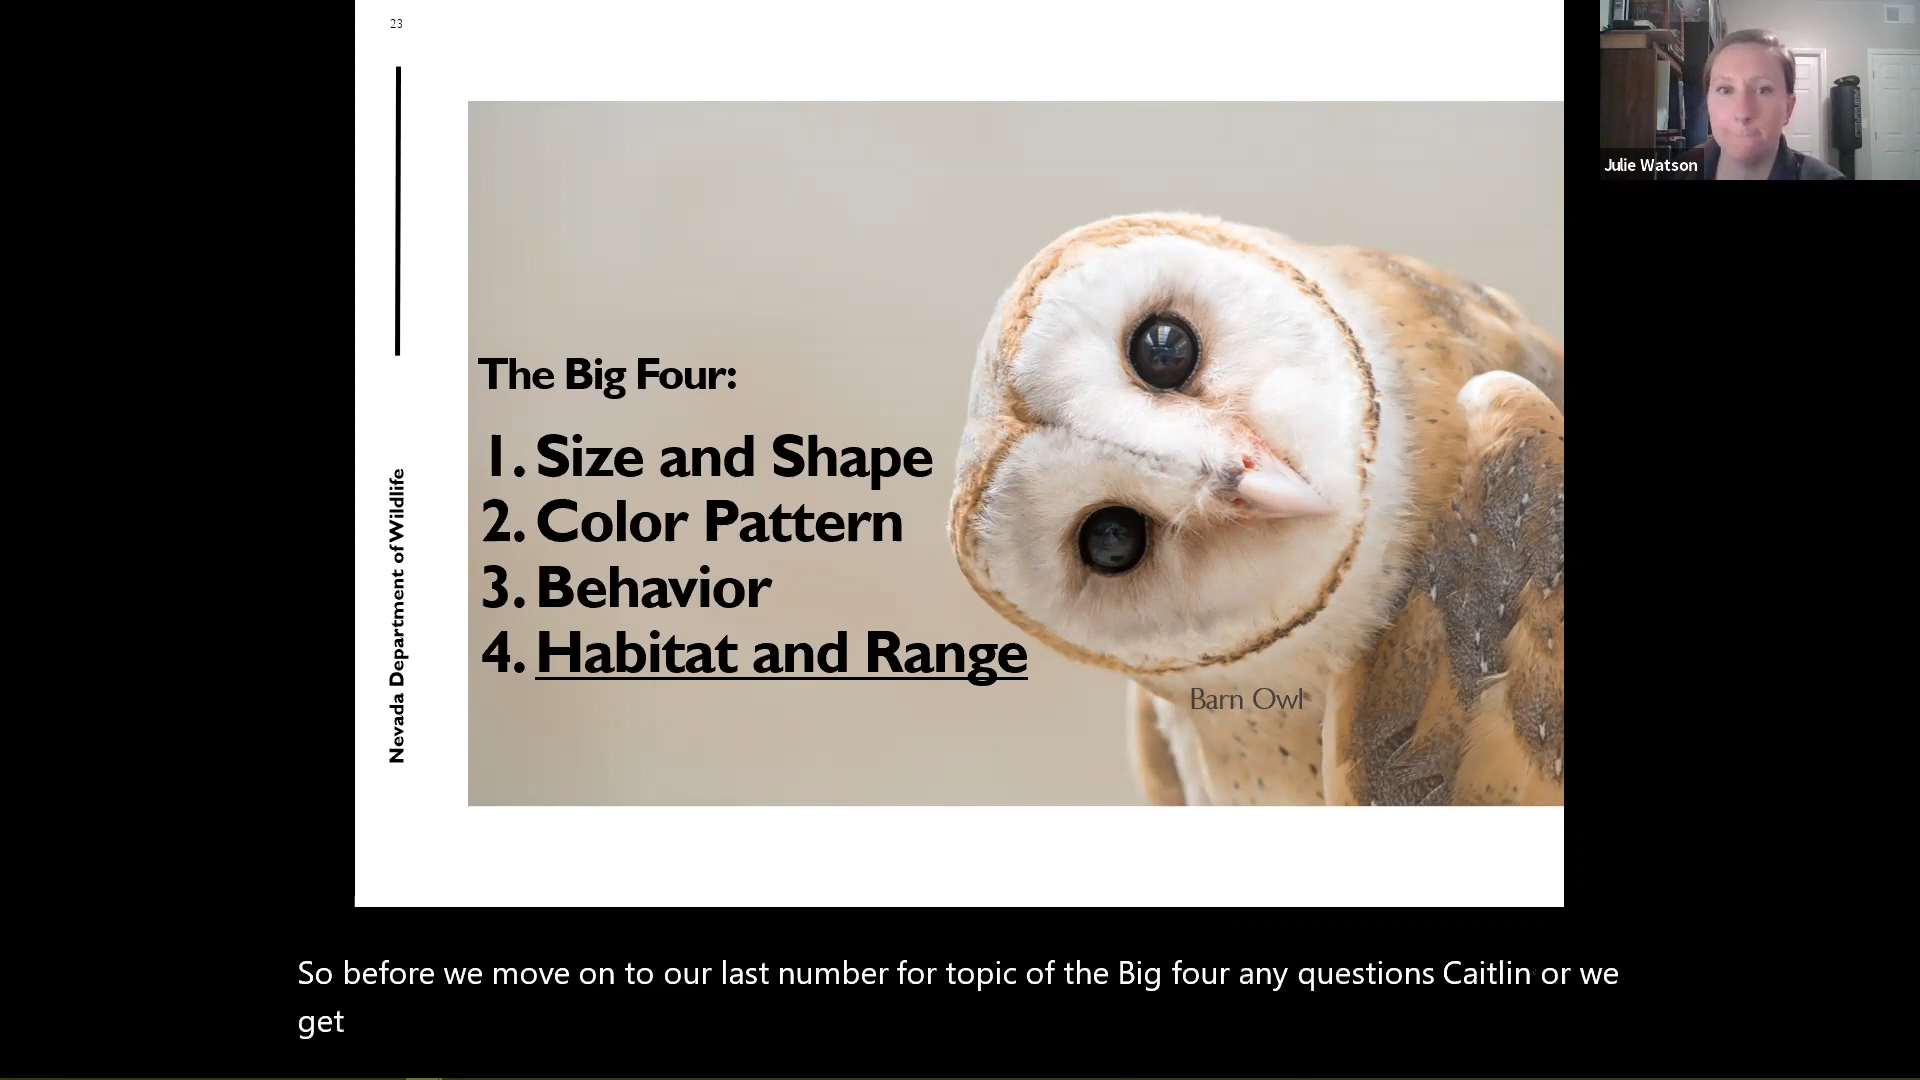 23
Nevada Department of Wildlife
The Big Four:
1. Size and Shape
2. Color Pattern
3. Behavior
4. Habitat and Range
Barn Owl
Julie Watson
So before we move on to our last number for topic of the Big four any questions Caitlin or we
get